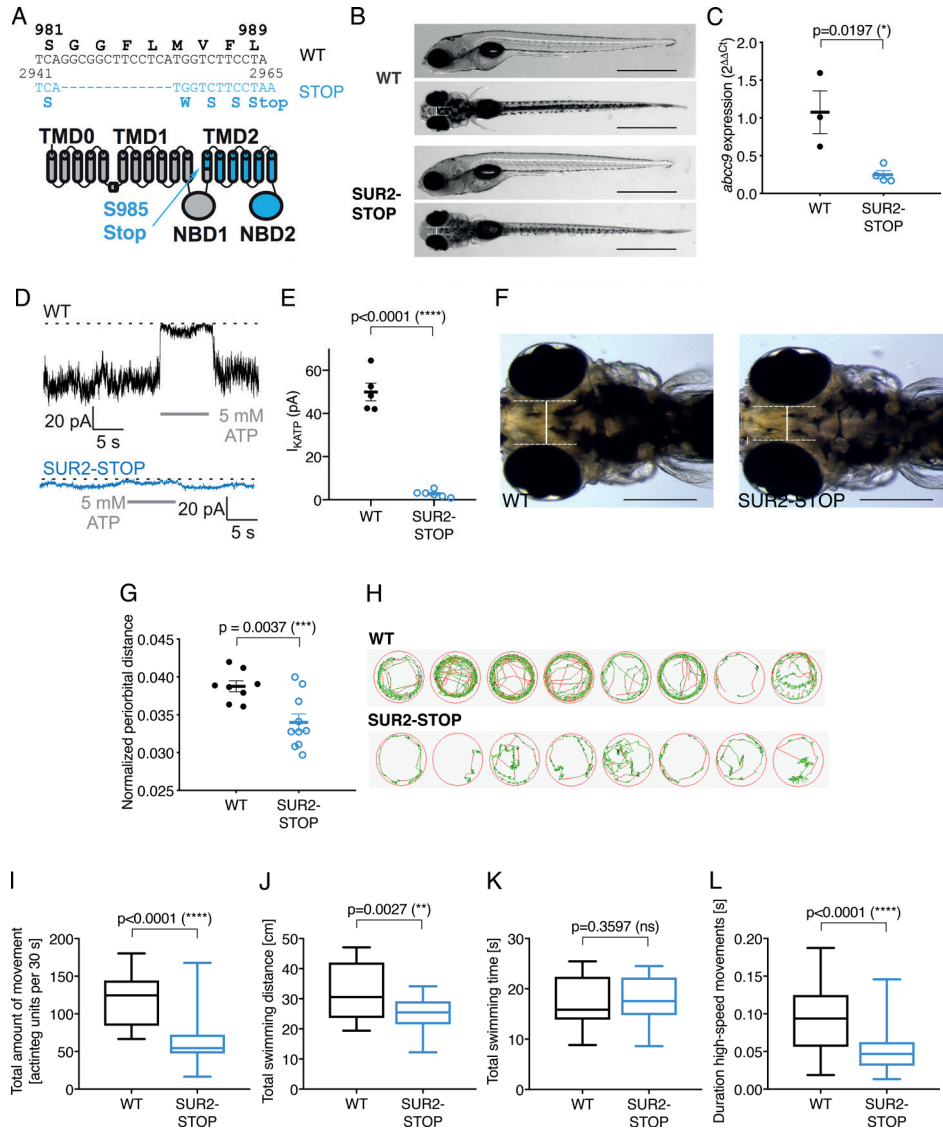 A
981 989
S G G F L M V F L
TCAGGCGGCTTCCTCATGGTCTTCCTA WT
2941 2965
TCA--------------TGGTCTTCCTAA STOP
S W S S Stop
TMD0 TMD1 TMD2
S985
Stop
NBD1 NBD2
B
WT
SUR2-
STOP
C
p=0.0197 (*)
abcc9 expression (2^ΔΔCt)
1.5
1.0
0.5
0.0
WT SUR2-
STOP
D
WT
20 pA
5 s
5 mM
ATP
SUR2-STOP
5 mM
ATP
20 pA
5 s
E
p<0.0001 (****)
I_KATP (pA)
60
40
20
0
WT SUR2-
STOP
F
WT
SUR2-STOP
G
p = 0.0037 (***)
Normalized periorbital distance
0.045
0.040
0.035
0.030
0.025
WT SUR2-
STOP
H
WT
SUR2-STOP
I
p<0.0001 (****)
Total amount of movement
[actinteg units per 30 s]
200
150
100
50
0
WT SUR2-
STOP
J
p=0.0027 (**)
Total swimming distance [cm]
50
40
30
20
10
0
WT SUR2-
STOP
K
p=0.3597 (ns)
Total swimming time [s]
30
20
10
0
WT SUR2-
STOP
L
p<0.0001 (****)
Duration high-speed movements [s]
0.20
0.15
0.10
0.05
0.00
WT SUR2-
STOP